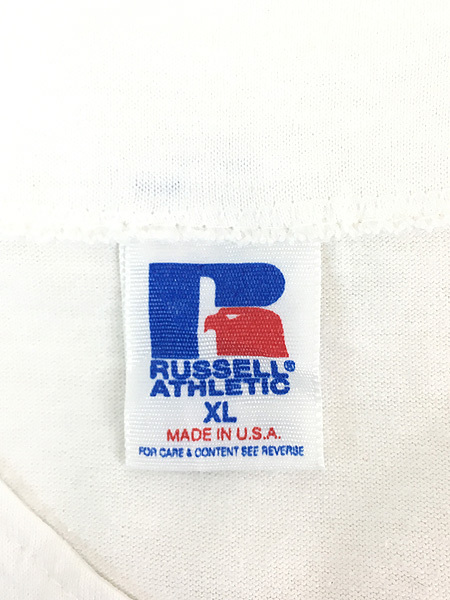 RUSSELL®
ATHLETIC
XL
MADE IN U.S.A.
FOR CARE & CONTENT SEE REVERSE